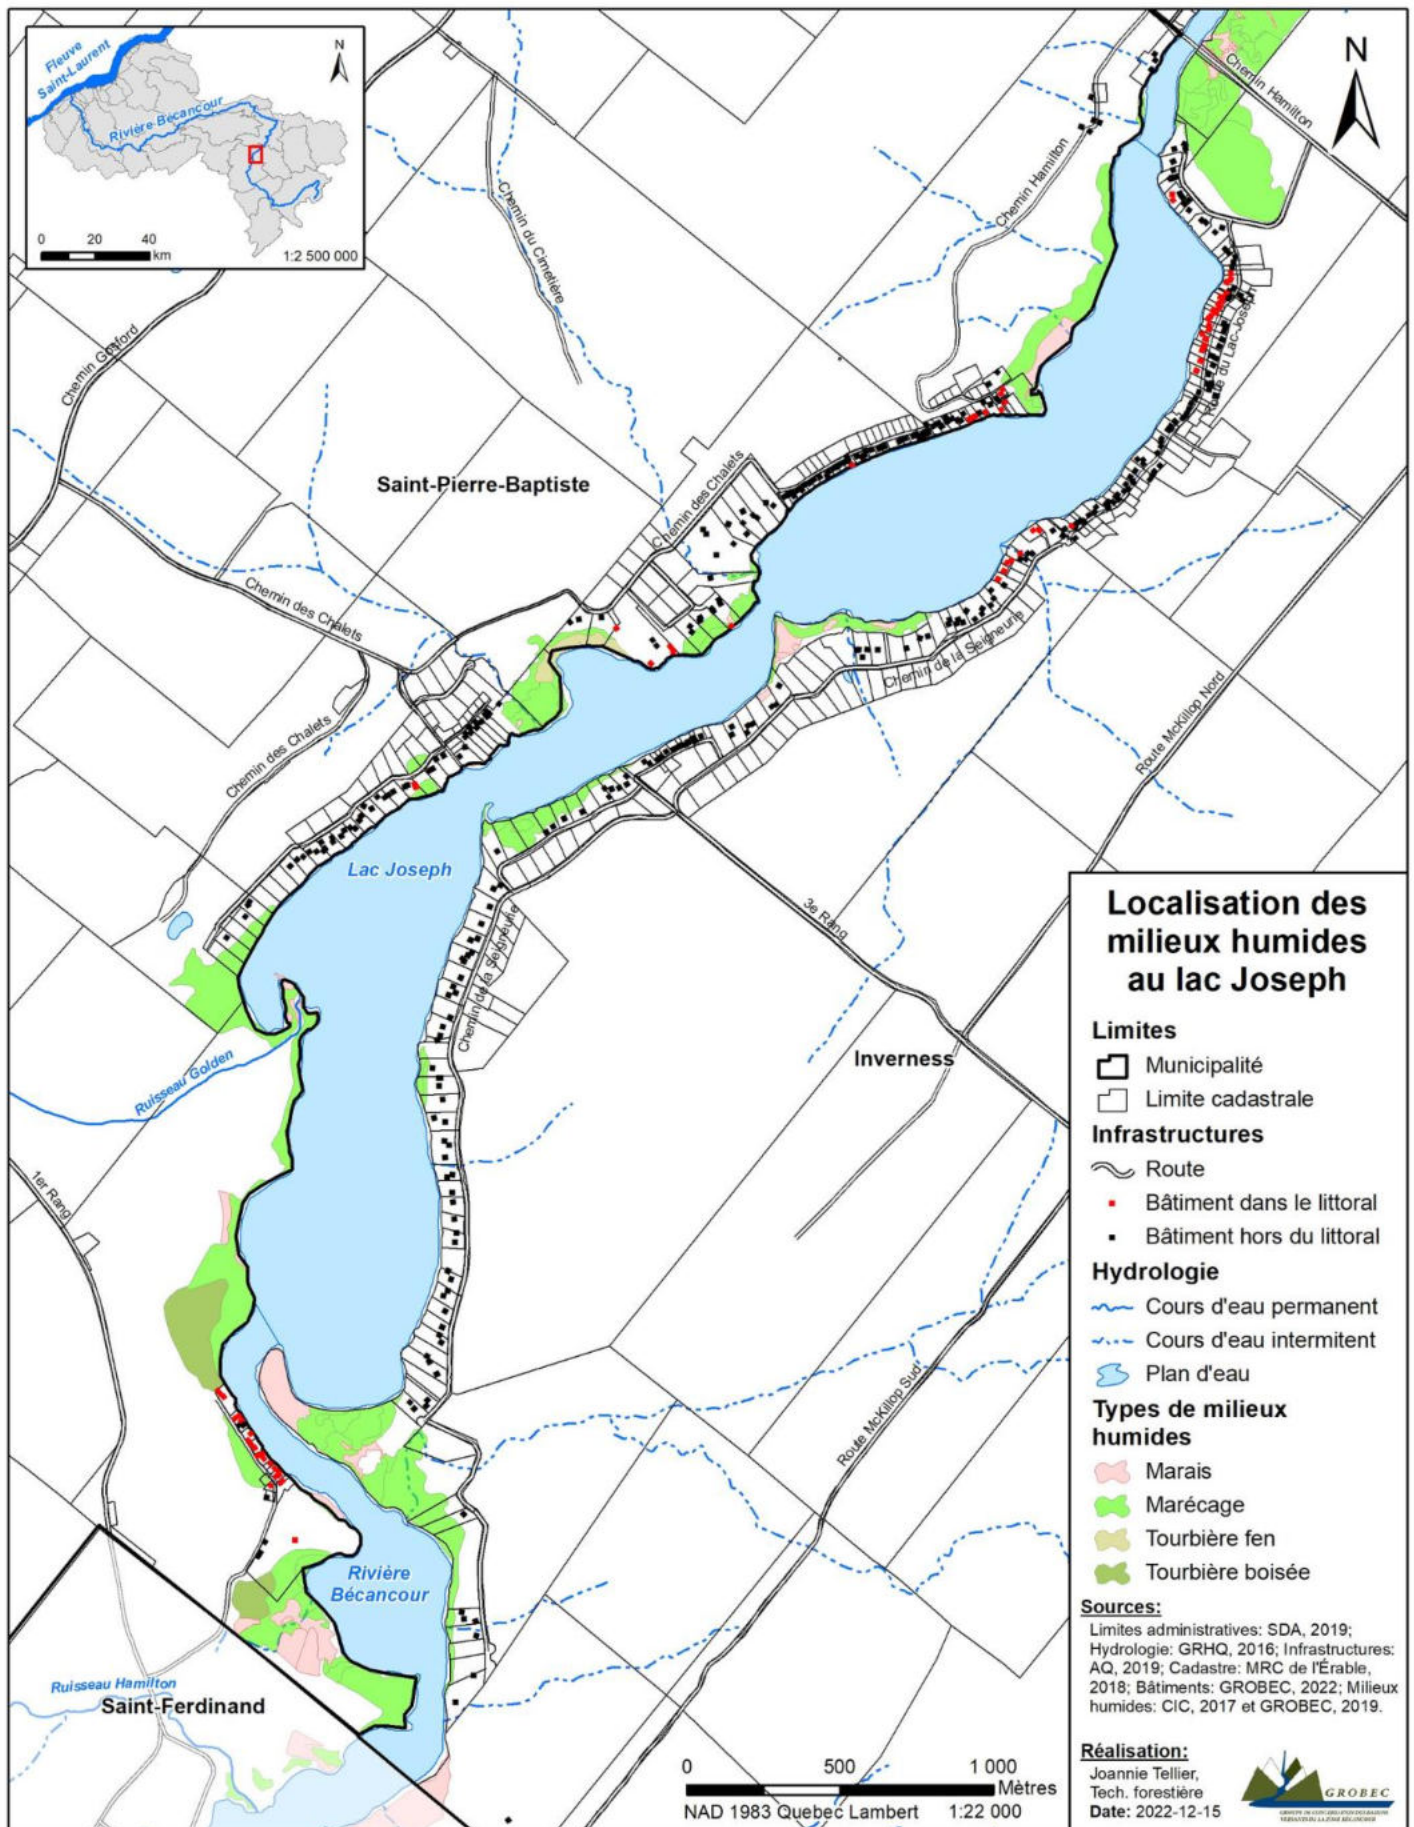 Fleuve
Saint-Laurent
Rivière Bécancour
N
0 20 40
km
1:2 500 000
N
Chemin Hamilton
Chemin Hamilton
Chemin du Cimetière
Chemin Gosford
Route du Lac-Joseph
Saint-Pierre-Baptiste
Chemin des Chalets
Chemin des Chalets
Chemin de la Seigneurie
Chemin des Chalets
Route McKillop Nord
Lac Joseph
3e Rang
Chemin de la Seigneurie
Inverness
Ruisseau Golden
1er Rang
Route McKillop Sud
Rivière
Bécancour
Ruisseau Hamilton
Saint-Ferdinand
Localisation des
milieux humides
au lac Joseph
Limites
Municipalité
Limite cadastrale
Infrastructures
Route
Bâtiment dans le littoral
Bâtiment hors du littoral
Hydrologie
Cours d'eau permanent
Cours d'eau intermitent
Plan d'eau
Types de milieux
humides
Marais
Marécage
Tourbière fen
Tourbière boisée
Sources:
Limites administratives: SDA, 2019;
Hydrologie: GRHQ, 2016; Infrastructures:
AQ, 2019; Cadastre: MRC de l'Érable,
2018; Bâtiments: GROBEC, 2022; Milieux
humides: CIC, 2017 et GROBEC, 2019.
Réalisation:
Joannie Tellier,
Tech. forestière
Date: 2022-12-15
GROBEC
0 500 1 000
Mètres
NAD 1983 Quebec Lambert 1:22 000